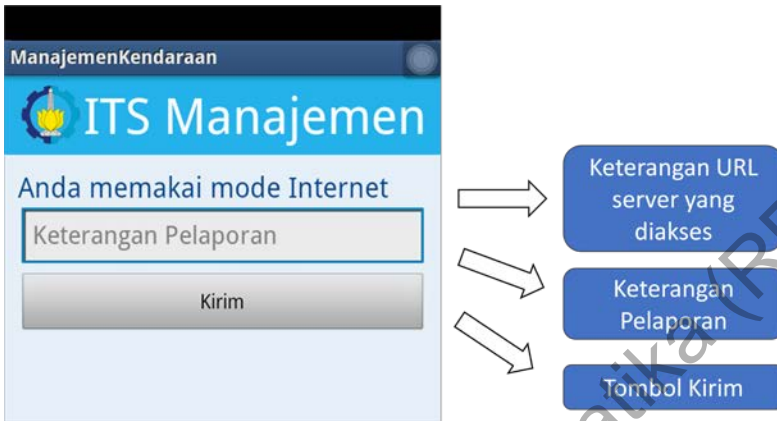 ManajemenKendaraan
ITS Manajemen
Anda memakai mode Internet
Keterangan Pelaporan
Kirim
Keterangan URL
server yang
diakses
Keterangan
Pelaporan
Tombol Kirim